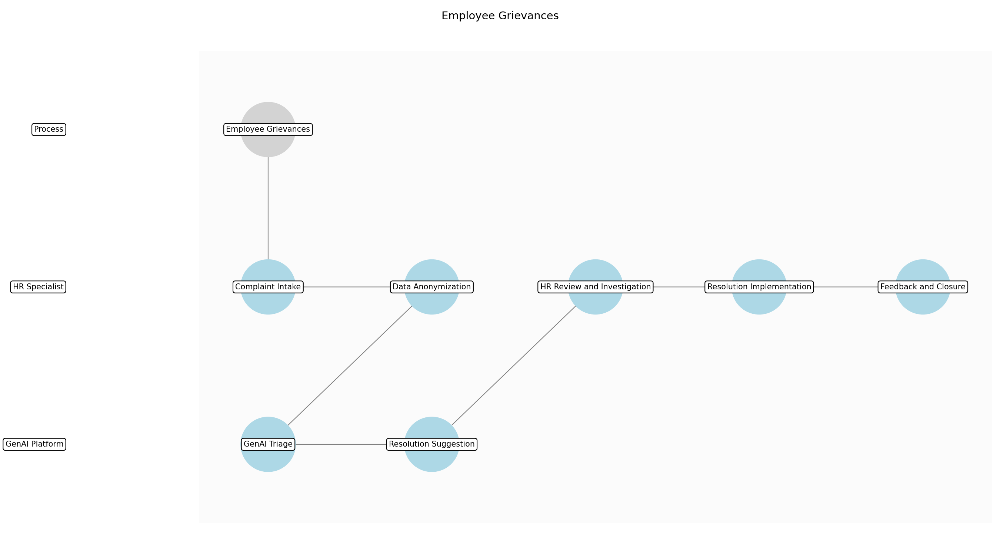 Employee Grievances
Process
Employee Grievances
HR Specialist
Complaint Intake
Data Anonymization
HR Review and Investigation
Resolution Implementation
Feedback and Closure
GenAI Platform
GenAI Triage
Resolution Suggestion